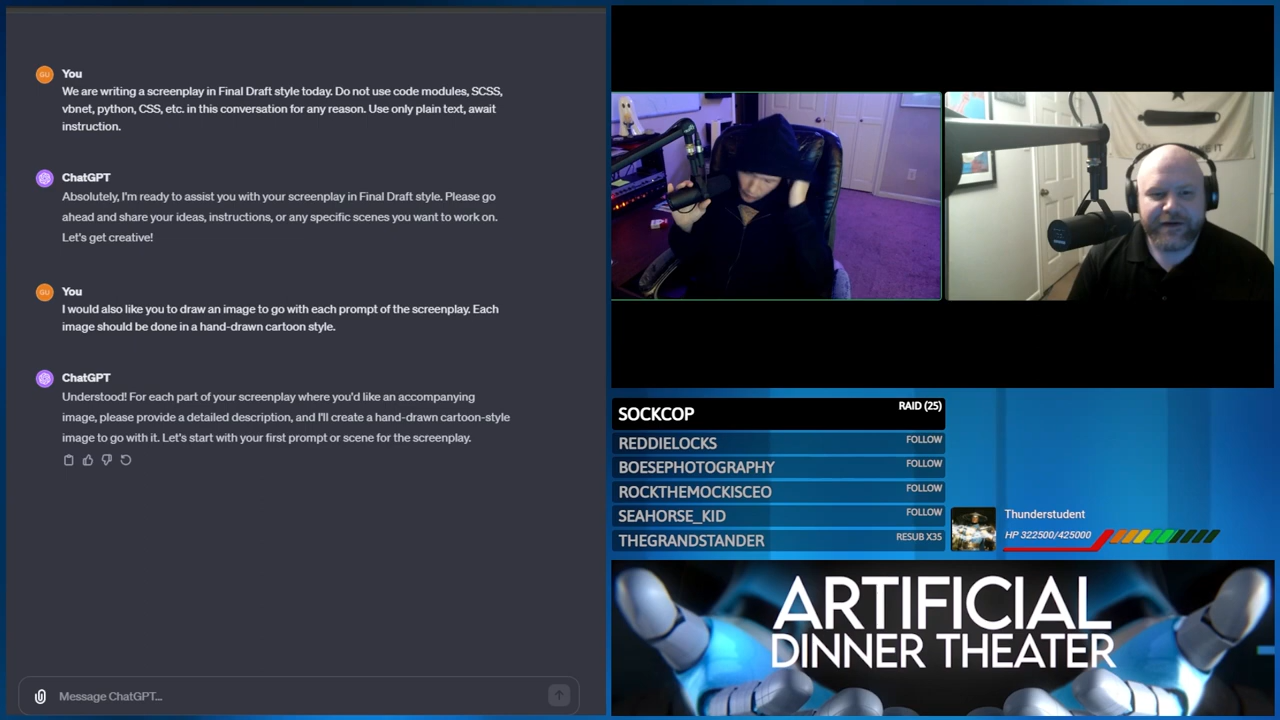 GU
You
We are writing a screenplay in Final Draft style today. Do not use code modules, SCSS,
vbnet, python, CSS, etc. in this conversation for any reason. Use only plain text, await
instruction.
ChatGPT
Absolutely, I'm ready to assist you with your screenplay in Final Draft style. Please go
ahead and share your ideas, instructions, or any specific scenes you want to work on.
Let's get creative!
GU
You
I would also like you to draw an image to go with each prompt of the screenplay. Each
image should be done in a hand-drawn cartoon style.
ChatGPT
Understood! For each part of your screenplay where you'd like an accompanying
image, please provide a detailed description, and I'll create a hand-drawn cartoon-style
image to go with it. Let's start with your first prompt or scene for the screenplay.
Message ChatGPT...
SOCKCOP RAID (25)
REDDIELOCKS FOLLOW
BOESEPHOTOGRAPHY FOLLOW
ROCKTHEMOCKISCEO FOLLOW
SEAHORSE_KID FOLLOW
THEGRANDSTANDER RESUB X35
Thunderstudent
HP 322500/425000
ARTIFICIAL
DINNER THEATER